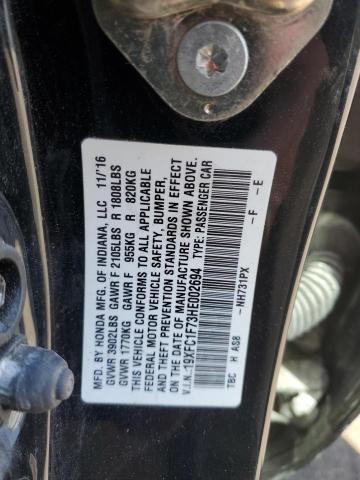 MFD. BY HONDA MFG. OF INDIANA, LLC 11/16
GVWR 3902LBS GAWR F 2105LBS R 1808LBS
GVWR 1770KG GAWR F 955KG R 820KG
THIS VEHICLE CONFORMS TO ALL APPLICABLE
FEDERAL MOTOR VEHICLE SAFETY, BUMPER,
AND THEFT PREVENTION STANDARDS IN EFFECT
ON THE DATE OF MANUFACTURE SHOWN ABOVE.
V.I.N.:19XFC1F73HE002694 TYPE: PASSENGER CAR
- NH731PX - F - E
TBC H AS8